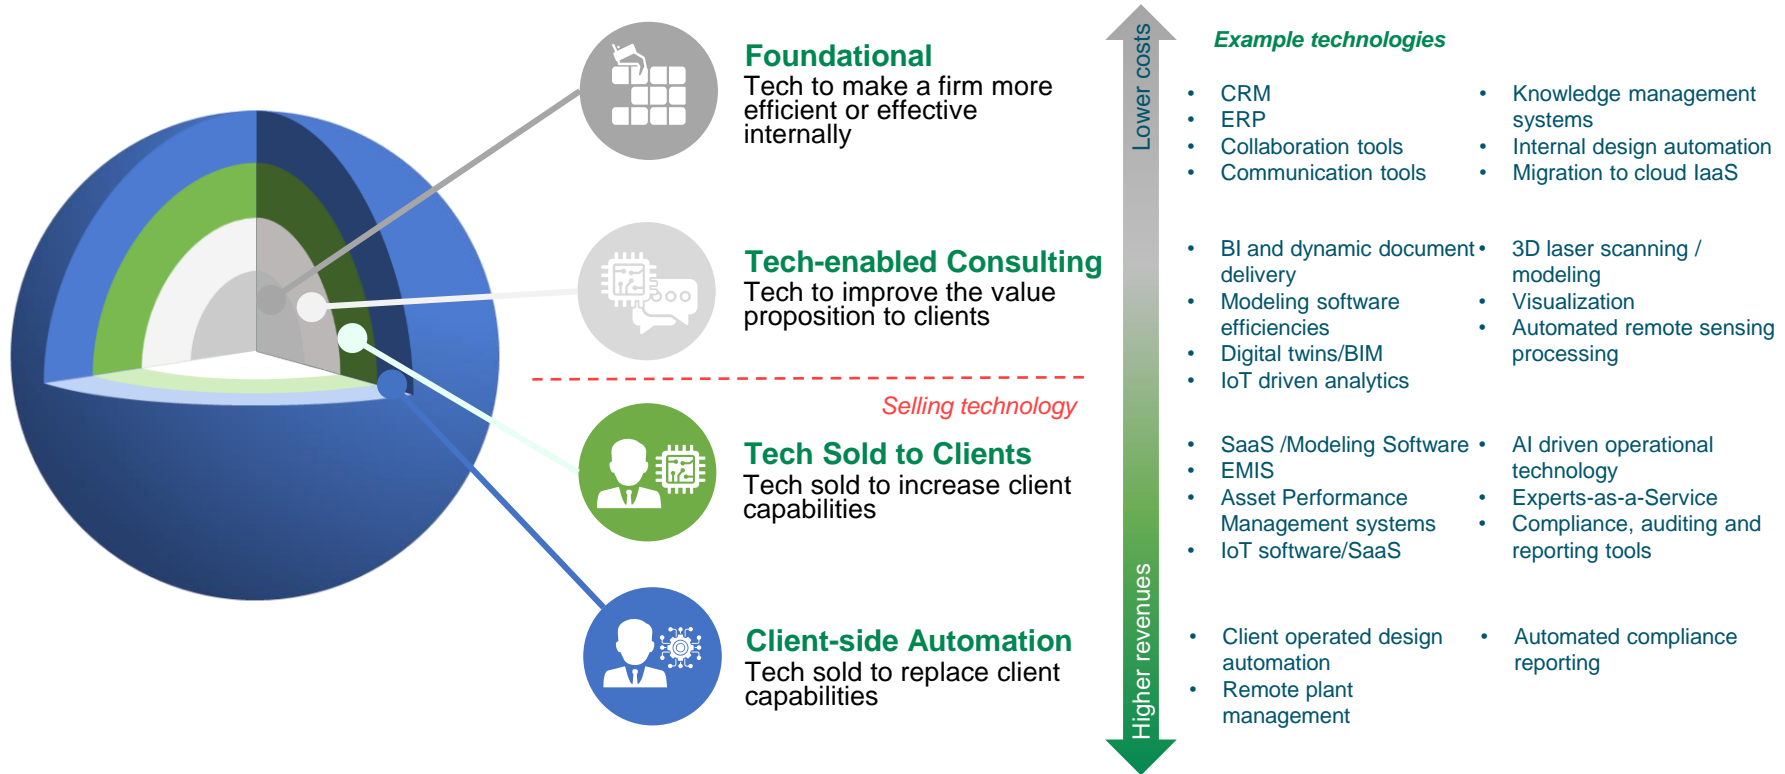 Foundational
Tech to make a firm more
efficient or effective
internally
Tech-enabled Consulting
Tech to improve the value
proposition to clients
Selling technology
Tech Sold to Clients
Tech sold to increase client
capabilities
Client-side Automation
Tech sold to replace client
capabilities
Lower costs
Higher revenues
Example technologies
• CRM
• ERP
• Collaboration tools
• Communication tools
• Knowledge management
systems
• Internal design automation
• Migration to cloud IaaS
• BI and dynamic document
delivery
• Modeling software
efficiencies
• Digital twins/BIM
• IoT driven analytics
• 3D laser scanning /
modeling
• Visualization
• Automated remote sensing
processing
• SaaS /Modeling Software
• EMIS
• Asset Performance
Management systems
• IoT software/SaaS
• AI driven operational
technology
• Experts-as-a-Service
• Compliance, auditing and
reporting tools
• Client operated design
automation
• Remote plant
management
• Automated compliance
reporting